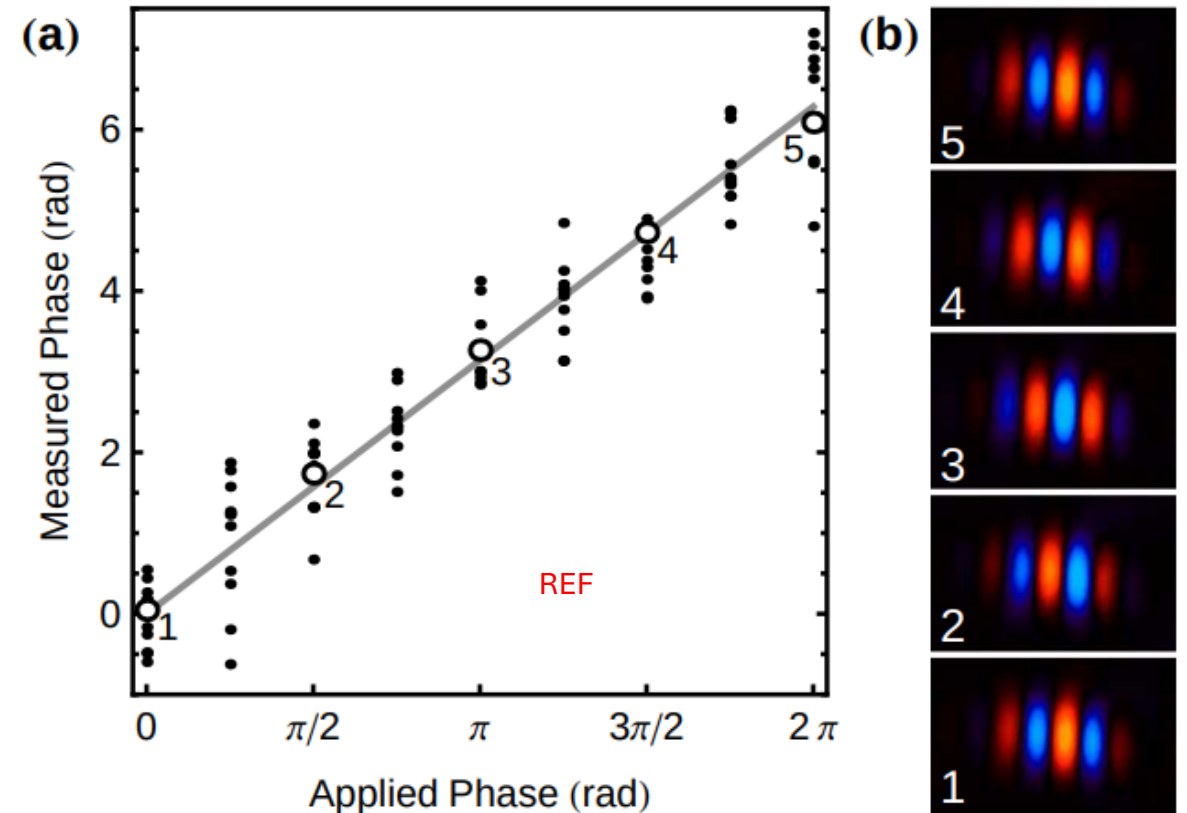 (a)
Measured Phase (rad)
6
4
2
0
1
2
3
4
5
REF
0 π/2 π 3π/2 2π
Applied Phase (rad)
(b)
5
4
3
2
1